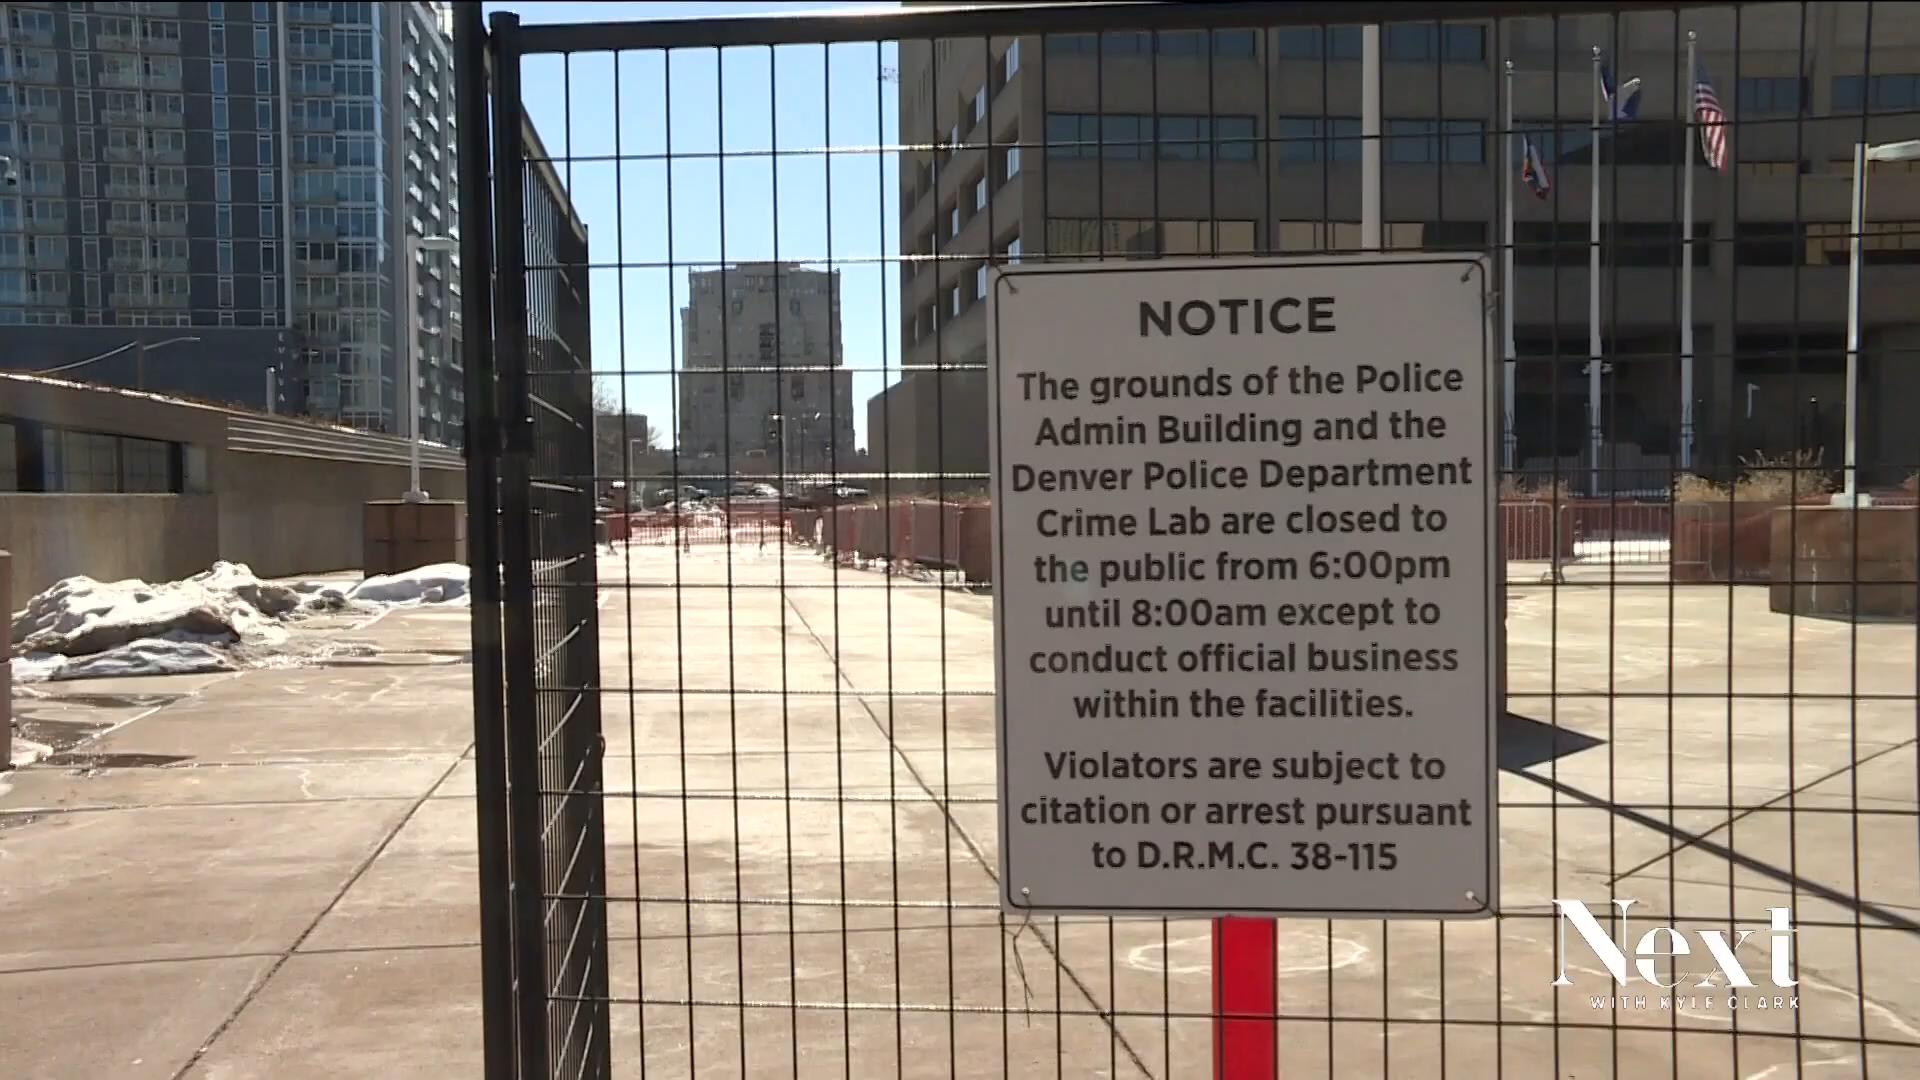 NOTICE
The grounds of the Police
Admin Building and the
Denver Police Department
Crime Lab are closed to
the public from 6:00pm
until 8:00am except to
conduct official business
within the facilities.
Violators are subject to
citation or arrest pursuant
to D.R.M.C. 38-115
EVIVA
Next
WITH KYLE CLARK